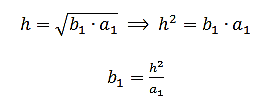 h = √(b₁ · a₁) ⟹ h² = b₁ · a₁
b₁ = h²/a₁